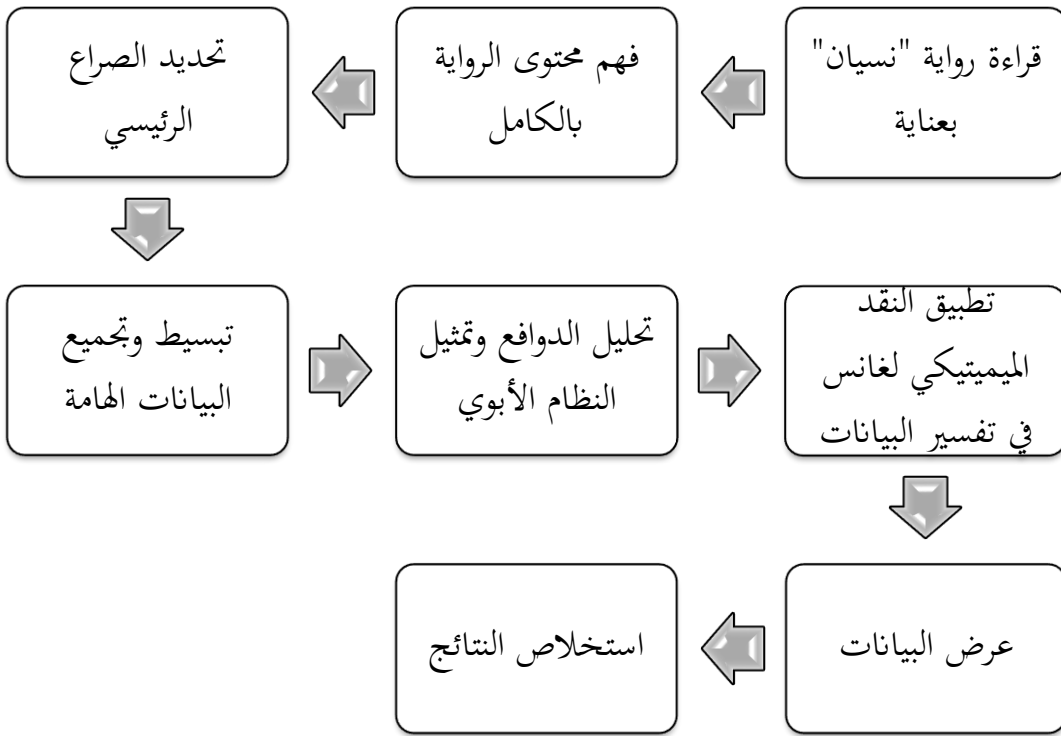 قراءة رواية "نسيان"
بعناية
فهم محتوى الرواية
بالكامل
تحديد الصراع
الرئيسي
تبسيط وتجميع
البيانات الهامة
تحليل الدوافع وتمثيل
النظام الأبوي
تطبيق النقد
الميميتيكي لغانس
في تفسير البيانات
عرض البيانات
استخلاص النتائج